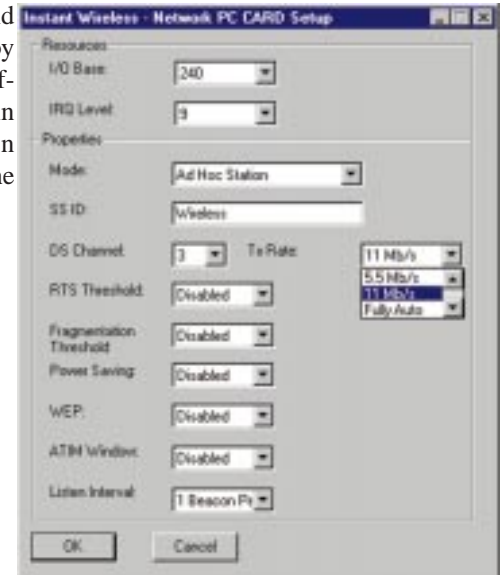 Instant Wireless - Network PC CARD Setup
Resources
I/O Base: 240
IRQ Level: 9
Properties
Mode: Ad Hoc Station
SS ID: Wireless
DS Channel: 3 Tx Rate: 11 Mb/s
5.5 Mb/s
11 Mb/s
Fully Auto
RTS Threshold: Disabled
Fragmentation
Threshold Disabled
Power Saving: Disabled
WEP: Disabled
ATIM Window: Disabled
Listen Interval: 1 Beacon Pe
OK Cancel